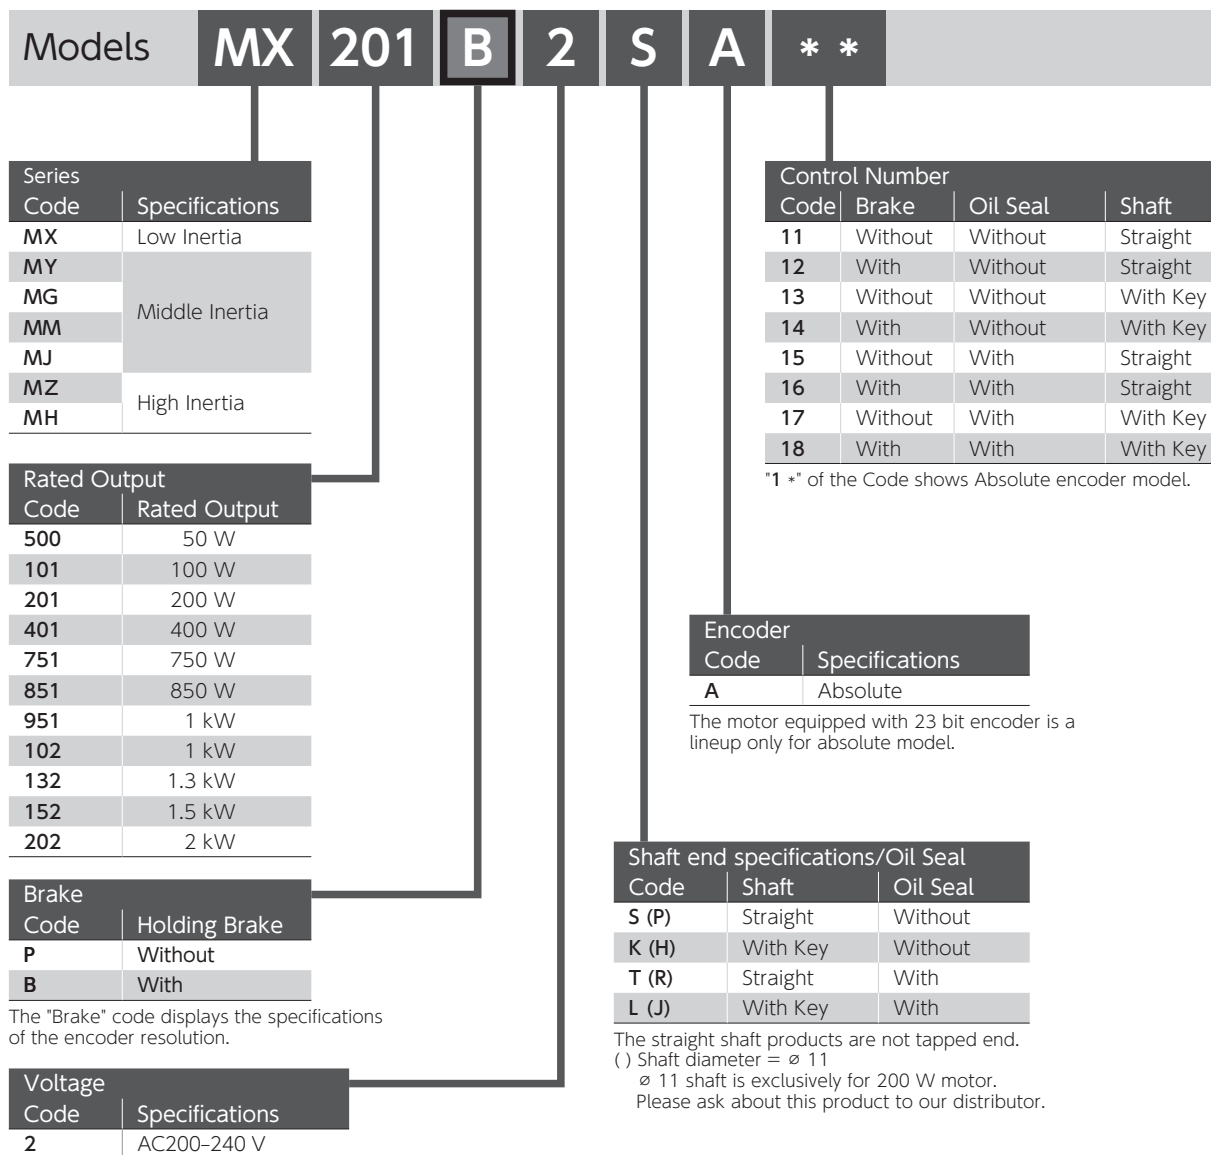 Models MX 201 B 2 S A * *
Series
Code Specifications
MX Low Inertia
MY
MG
Middle Inertia
MM
MJ
MZ
High Inertia
MH
Rated Output
Code Rated Output
500 50 W
101 100 W
201 200 W
401 400 W
751 750 W
851 850 W
951 1 kW
102 1 kW
132 1.3 kW
152 1.5 kW
202 2 kW
Brake
Code Holding Brake
P Without
B With
The "Brake" code displays the specifications
of the encoder resolution.
Voltage
Code Specifications
2 AC200–240 V
Control Number
Code Brake Oil Seal Shaft
11 Without Without Straight
12 With Without Straight
13 Without Without With Key
14 With Without With Key
15 Without With Straight
16 With With Straight
17 Without With With Key
18 With With With Key
"1 *" of the Code shows Absolute encoder model.
Encoder
Code Specifications
A Absolute
The motor equipped with 23 bit encoder is a
lineup only for absolute model.
Shaft end specifications/Oil Seal
Code Shaft Oil Seal
S (P) Straight Without
K (H) With Key Without
T (R) Straight With
L (J) With Key With
The straight shaft products are not tapped end.
( ) Shaft diameter = ⌀ 11
⌀ 11 shaft is exclusively for 200 W motor.
Please ask about this product to our distributor.